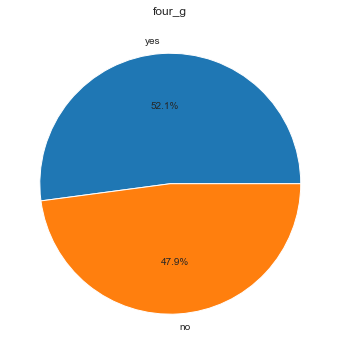 four_g
yes
52.1%
47.9%
no